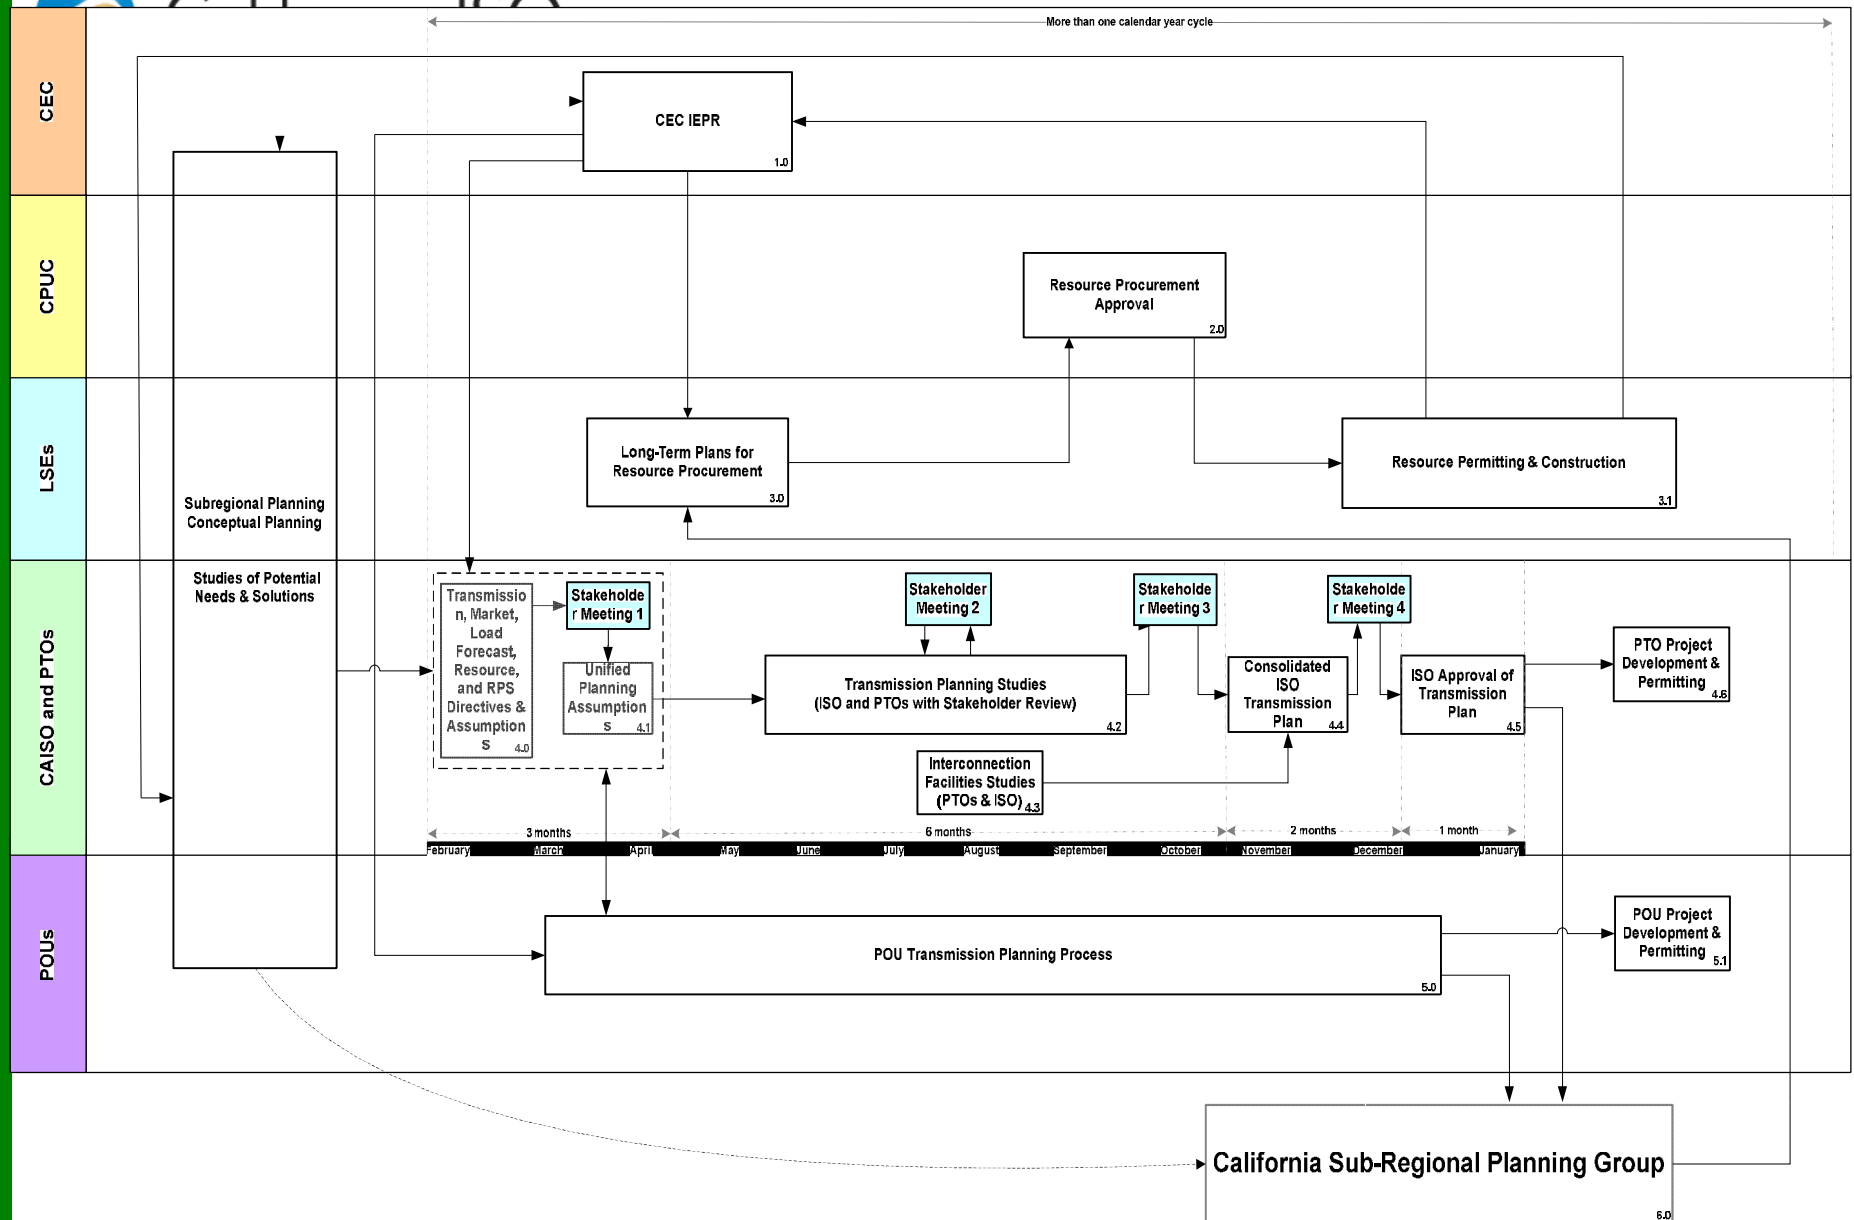 More than one calendar year cycle
CEC
CEC IEPR
1.0
CPUC
Resource Procurement
Approval
2.0
LSEs
Long-Term Plans for
Resource Procurement
3.0
Resource Permitting & Construction
3.1
Subregional Planning
Conceptual Planning
Studies of Potential
Needs & Solutions
CAISO and PTOs
Transmissio
n, Market,
Load
Forecast,
Resource,
and RPS
Directives &
Assumption
s
4.0
Stakeholde
r Meeting 1
Unified
Planning
Assumption
s
4.1
Stakeholder
Meeting 2
Transmission Planning Studies
(ISO and PTOs with Stakeholder Review)
4.2
Interconnection
Facilities Studies
(PTOs & ISO)
4.3
Stakeholde
r Meeting 3
Consolidated
ISO
Transmission
Plan
4.4
Stakeholde
r Meeting 4
ISO Approval of
Transmission
Plan
4.5
PTO Project
Development &
Permitting
4.6
3 months
6 months
2 months
1 month
February
March
April
May
June
July
August
September
October
November
December
January
POUs
POU Transmission Planning Process
5.0
POU Project
Development &
Permitting
5.1
California Sub-Regional Planning Group
6.0